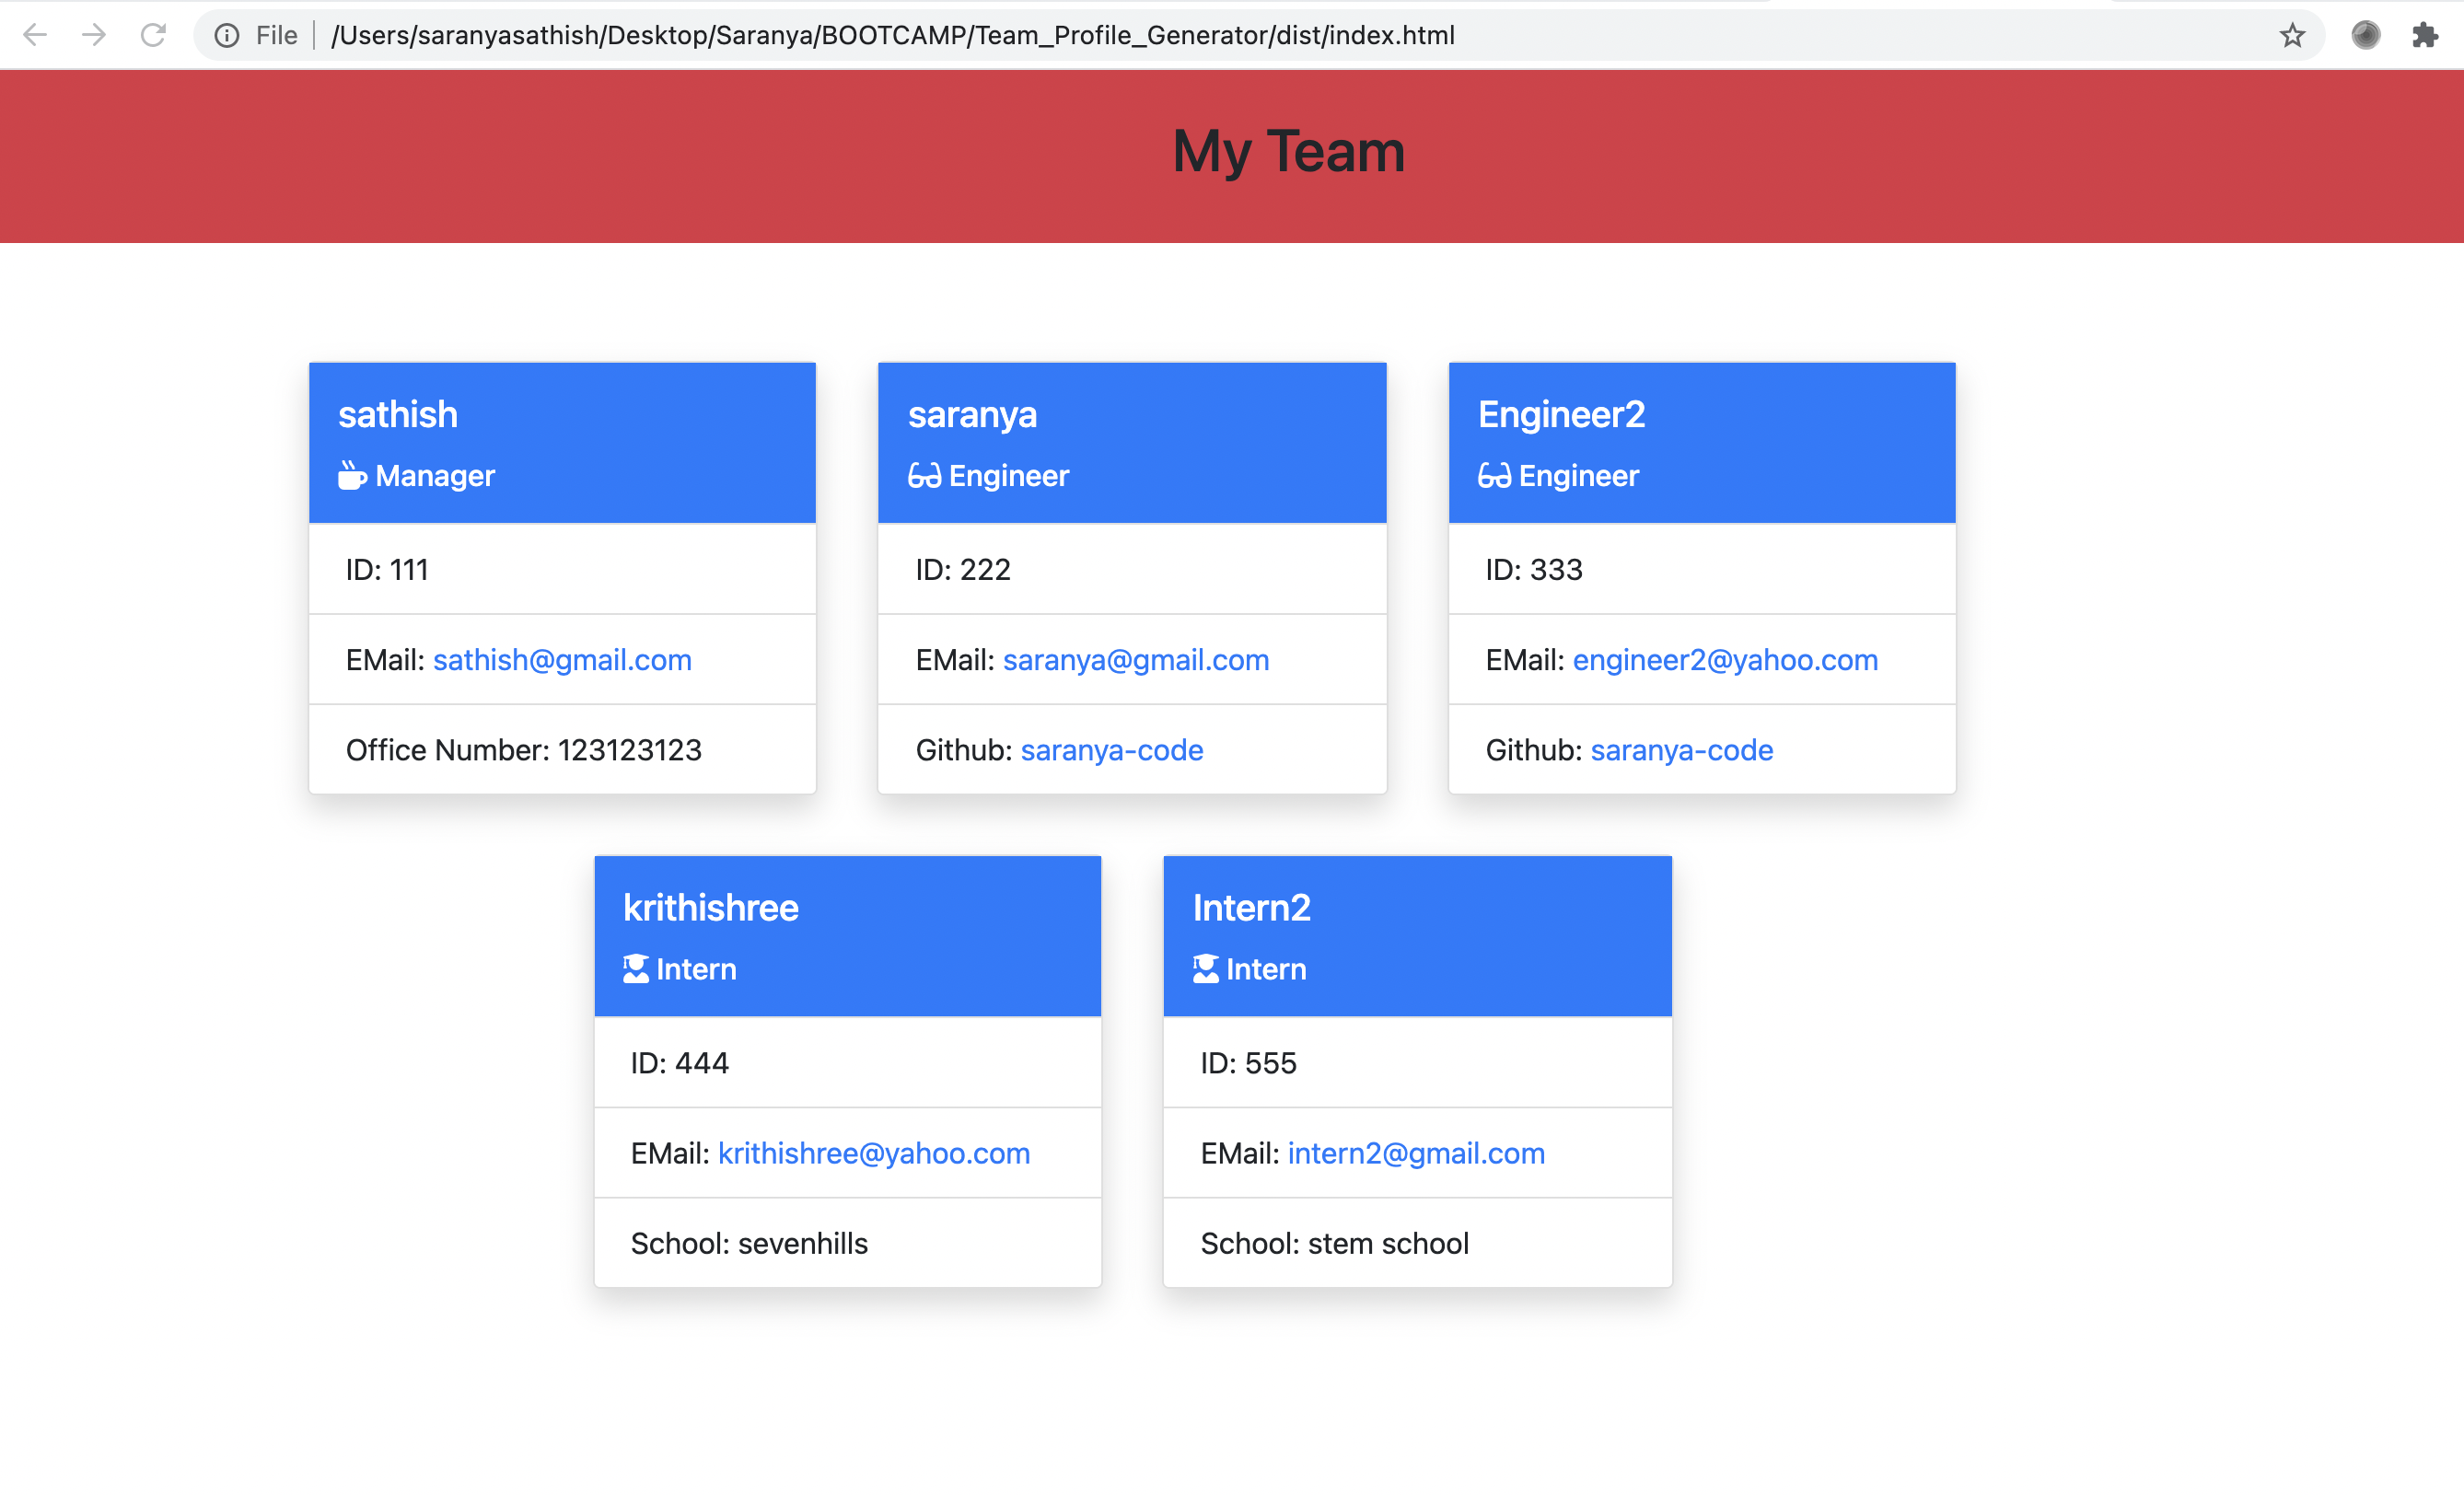 File /Users/saranyasathish/Desktop/Saranya/BOOTCAMP/Team_Profile_Generator/dist/index.html
My Team
sathish
Manager
ID: 111
EMail: sathish@gmail.com
Office Number: 123123123
saranya
Engineer
ID: 222
EMail: saranya@gmail.com
Github: saranya-code
Engineer2
Engineer
ID: 333
EMail: engineer2@yahoo.com
Github: saranya-code
krithishree
Intern
ID: 444
EMail: krithishree@yahoo.com
School: sevenhills
Intern2
Intern
ID: 555
EMail: intern2@gmail.com
School: stem school